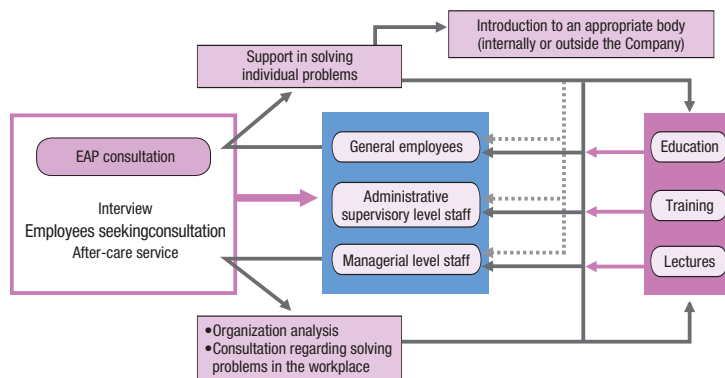 Introduction to an appropriate body
(internally or outside the Company)
Support in solving
individual problems
EAP consultation
Interview
Employees seekingconsultation
After-care service
General employees
Administrative
supervisory level staff
Managerial level staff
Education
Training
Lectures
•Organization analysis
•Consultation regarding solving
problems in the workplace